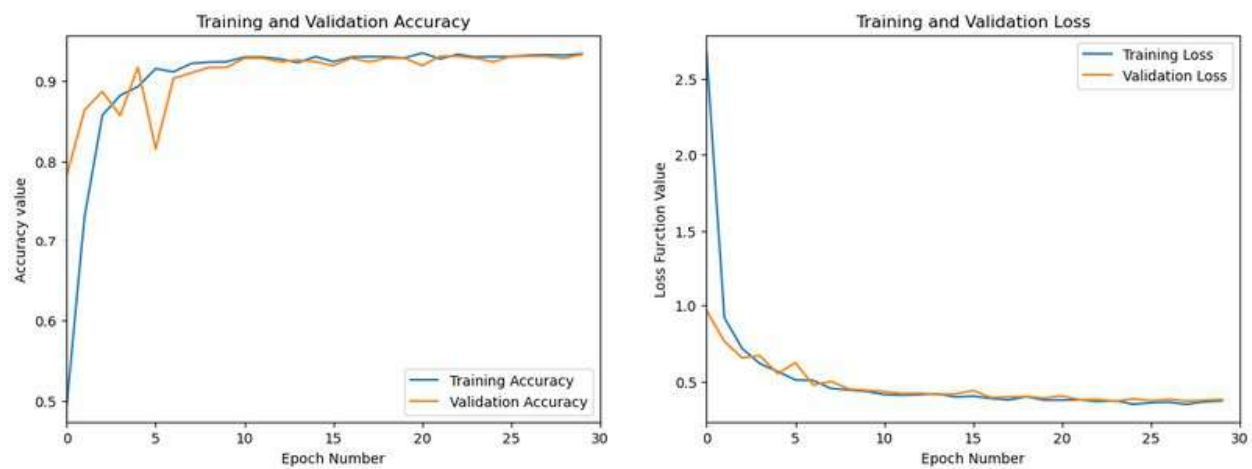 Training and Validation Accuracy
Accuracy value
0.9
0.8
0.7
0.6
0.5
Training Accuracy
Validation Accuracy
0 5 10 15 20 25 30
Epoch Number
Training and Validation Loss
Loss Function Value
2.5
2.0
1.5
1.0
0.5
Training Loss
Validation Loss
0 5 10 15 20 25 30
Epoch Number